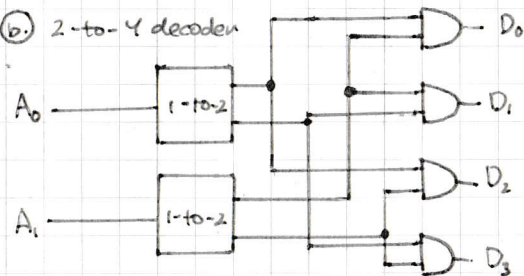 b. 2-to-4 decoder
D₀
A₀ 1-to-2
D₁
D₂
A₁ 1-to-2
D₃